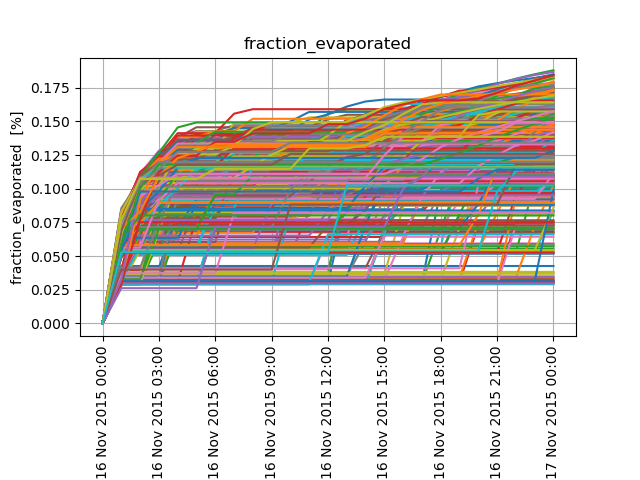 fraction_evaporated
fraction_evaporated [%]
0.175
0.150
0.125
0.100
0.075
0.050
0.025
0.000
16 Nov 2015 00:00
16 Nov 2015 03:00
16 Nov 2015 06:00
16 Nov 2015 09:00
16 Nov 2015 12:00
16 Nov 2015 15:00
16 Nov 2015 18:00
16 Nov 2015 21:00
17 Nov 2015 00:00